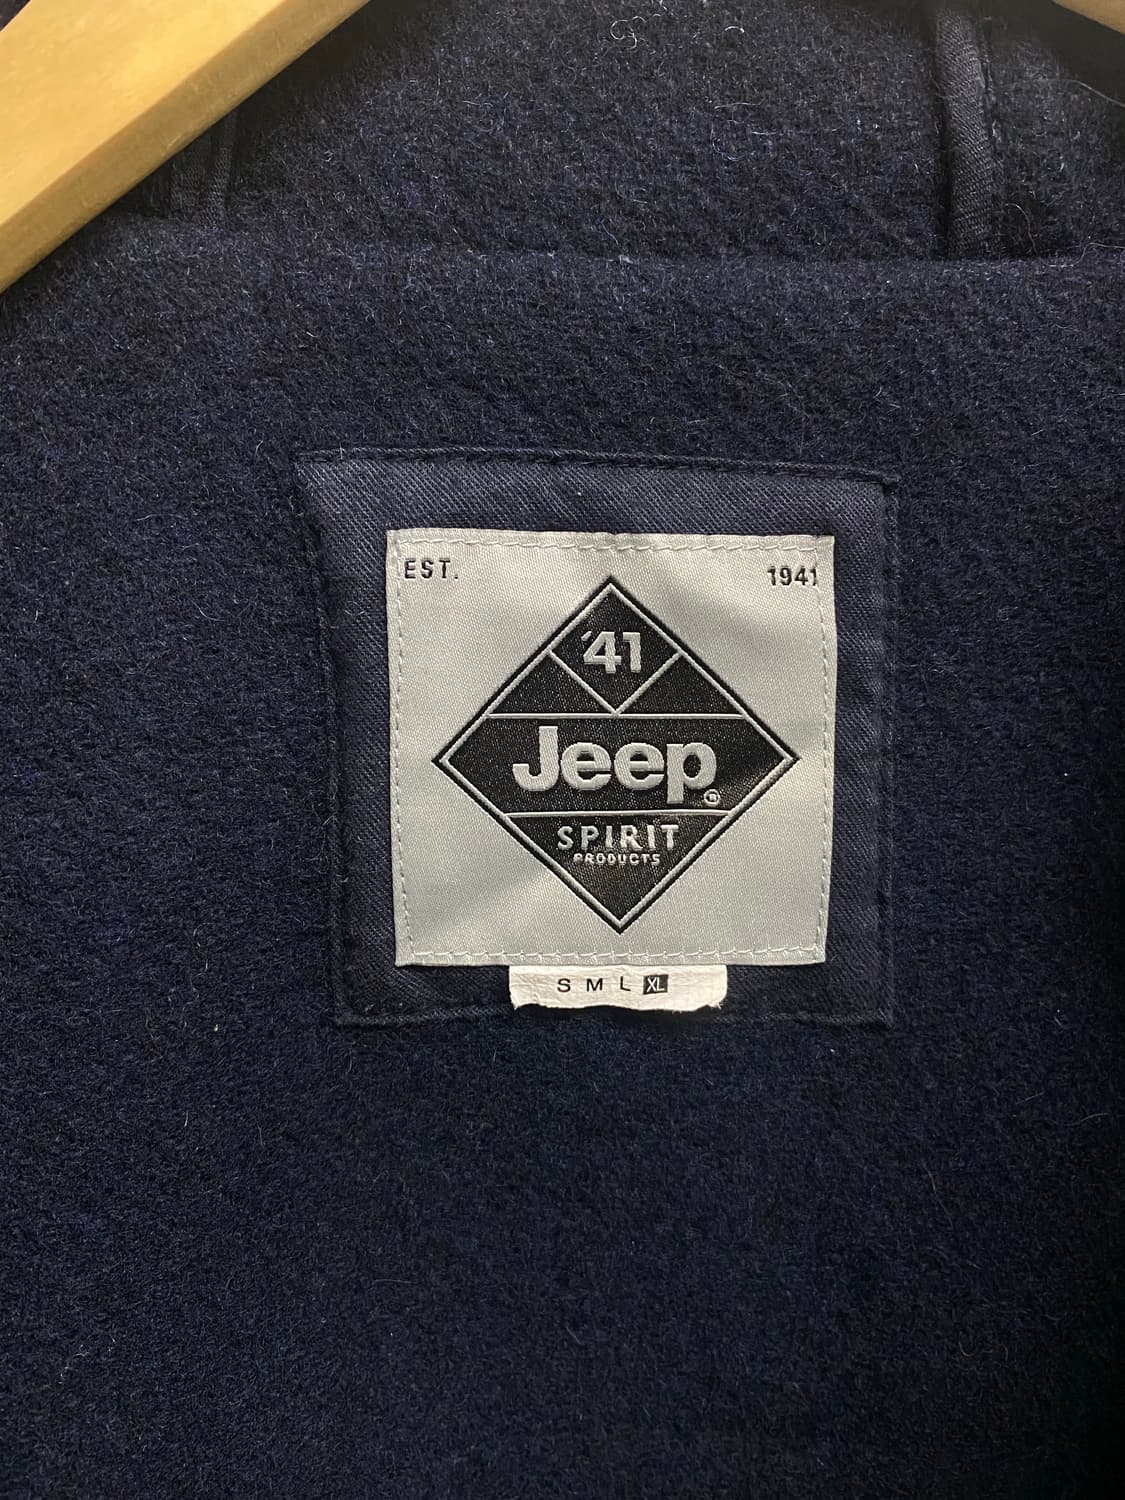 EST. 1941
'41
Jeep®
SPIRIT
PRODUCTS
S M L XL